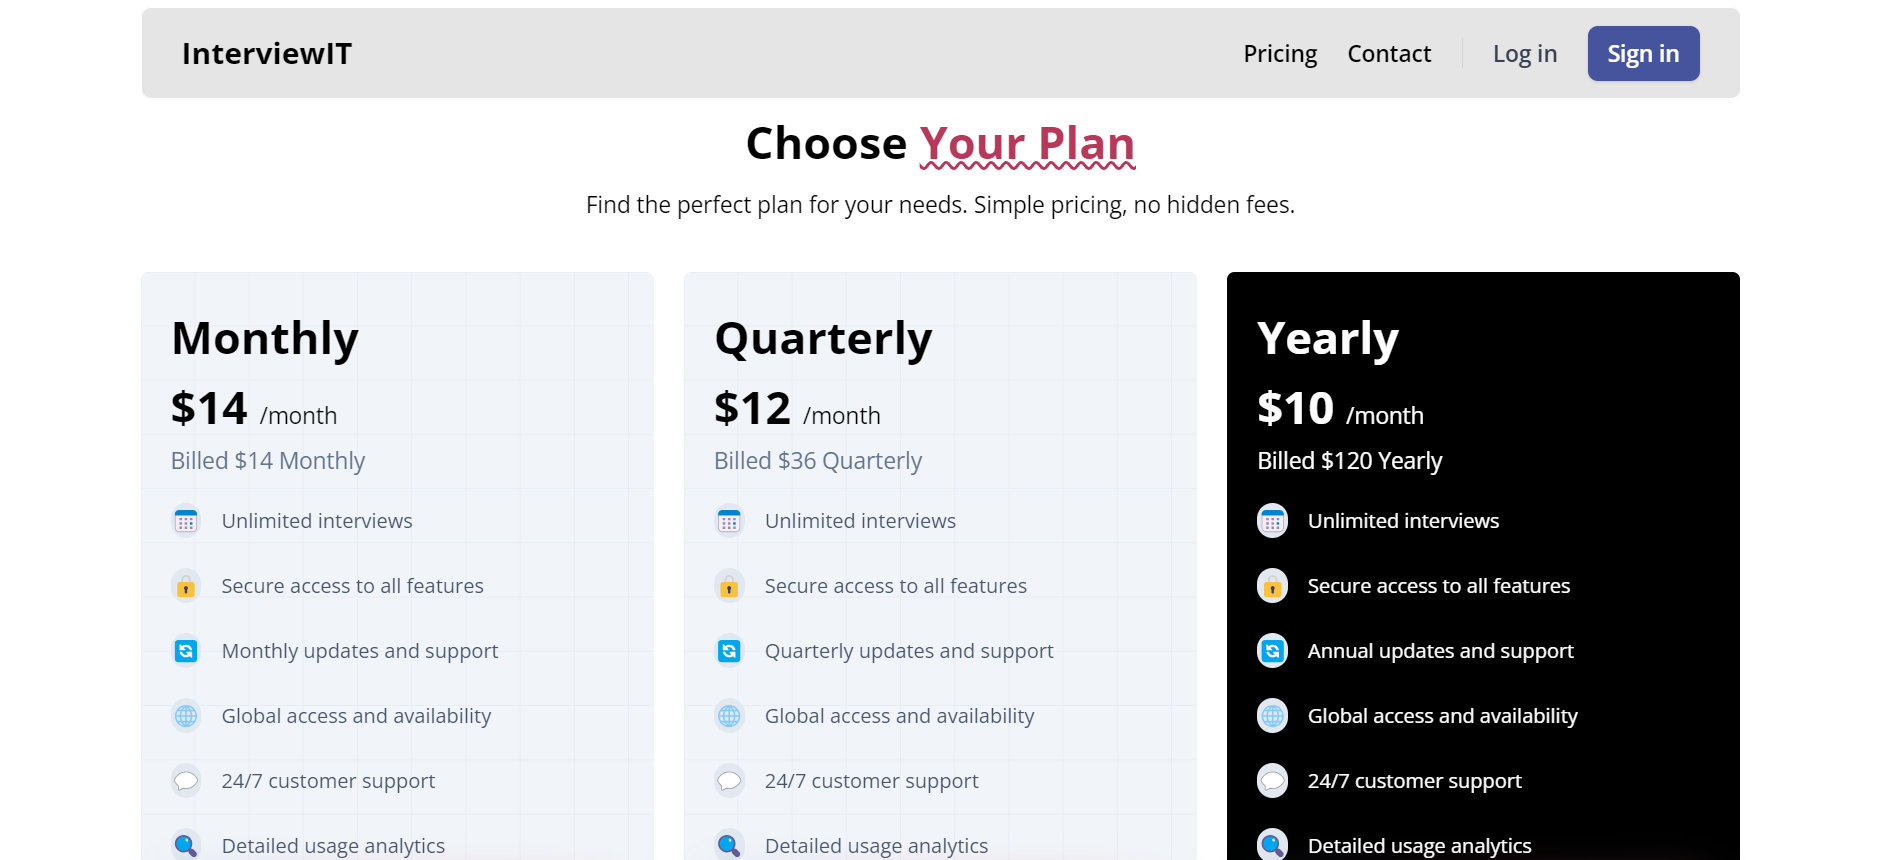 InterviewIT
Pricing Contact Log in Sign in
Choose Your Plan
Find the perfect plan for your needs. Simple pricing, no hidden fees.
Monthly
$14 /month
Billed $14 Monthly
Unlimited interviews
Secure access to all features
Monthly updates and support
Global access and availability
24/7 customer support
Detailed usage analytics
Quarterly
$12 /month
Billed $36 Quarterly
Unlimited interviews
Secure access to all features
Quarterly updates and support
Global access and availability
24/7 customer support
Detailed usage analytics
Yearly
$10 /month
Billed $120 Yearly
Unlimited interviews
Secure access to all features
Annual updates and support
Global access and availability
24/7 customer support
Detailed usage analytics